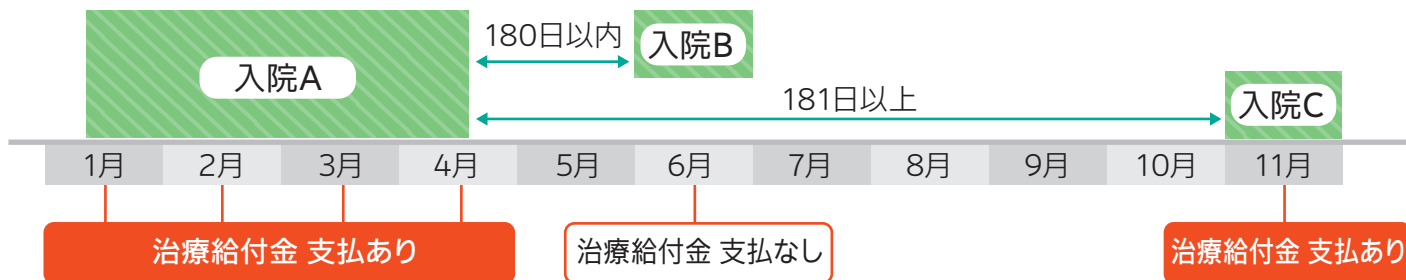 180日以内
入院B
入院A
181日以上
入院C
1月 2月 3月 4月 5月 6月 7月 8月 9月 10月 11月
治療給付金 支払あり 治療給付金 支払なし 治療給付金 支払あり